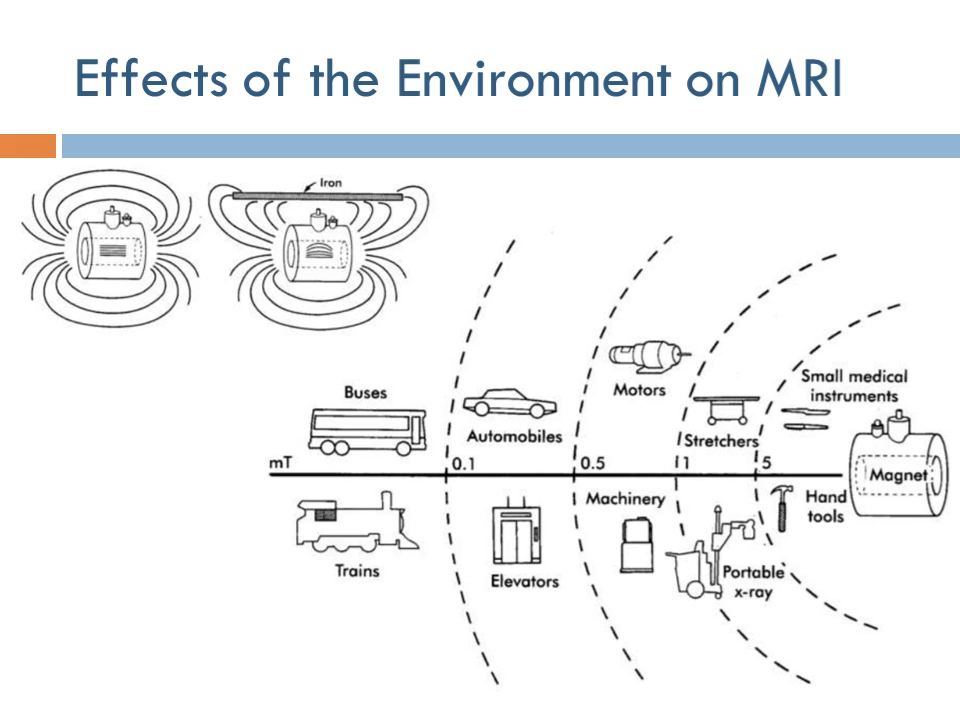 Effects of the Environment on MRI
Iron
Small medical
instruments
Motors
Buses
Automobiles
Stretchers
mT
0.1
0.5
1
5
Magnet
Machinery
Hand
tools
Trains
Elevators
Portable
x-ray